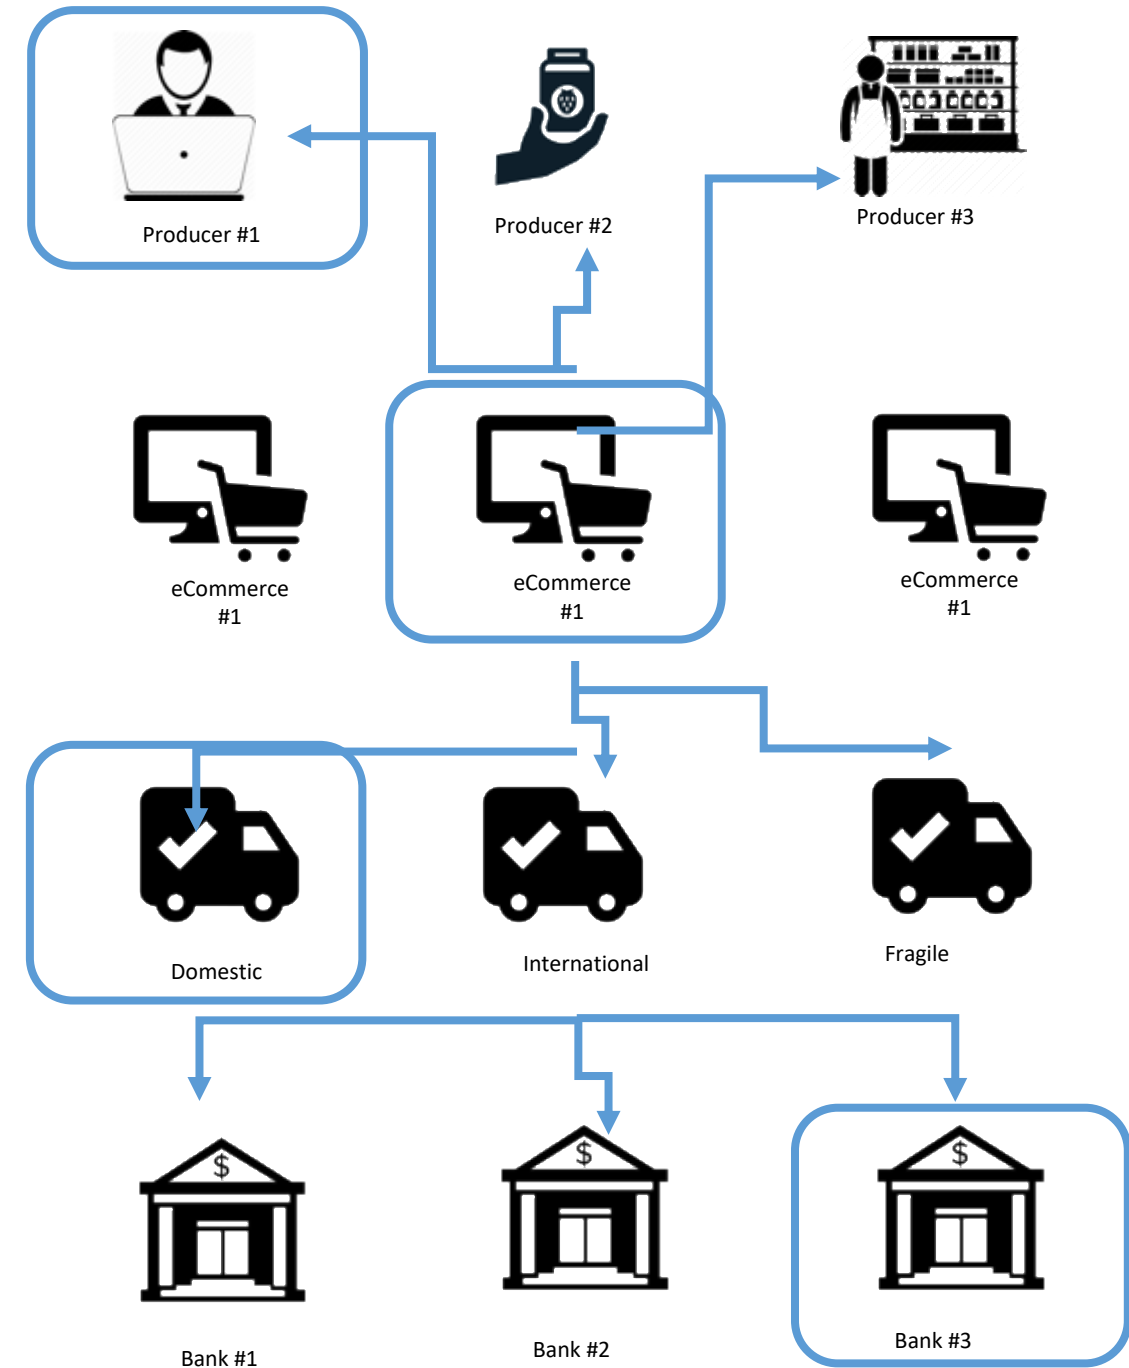 Producer #1
Producer #2
Producer #3
eCommerce
#1
eCommerce
#1
eCommerce
#1
Domestic
International
Fragile
$
$
$
Bank #1
Bank #2
Bank #3